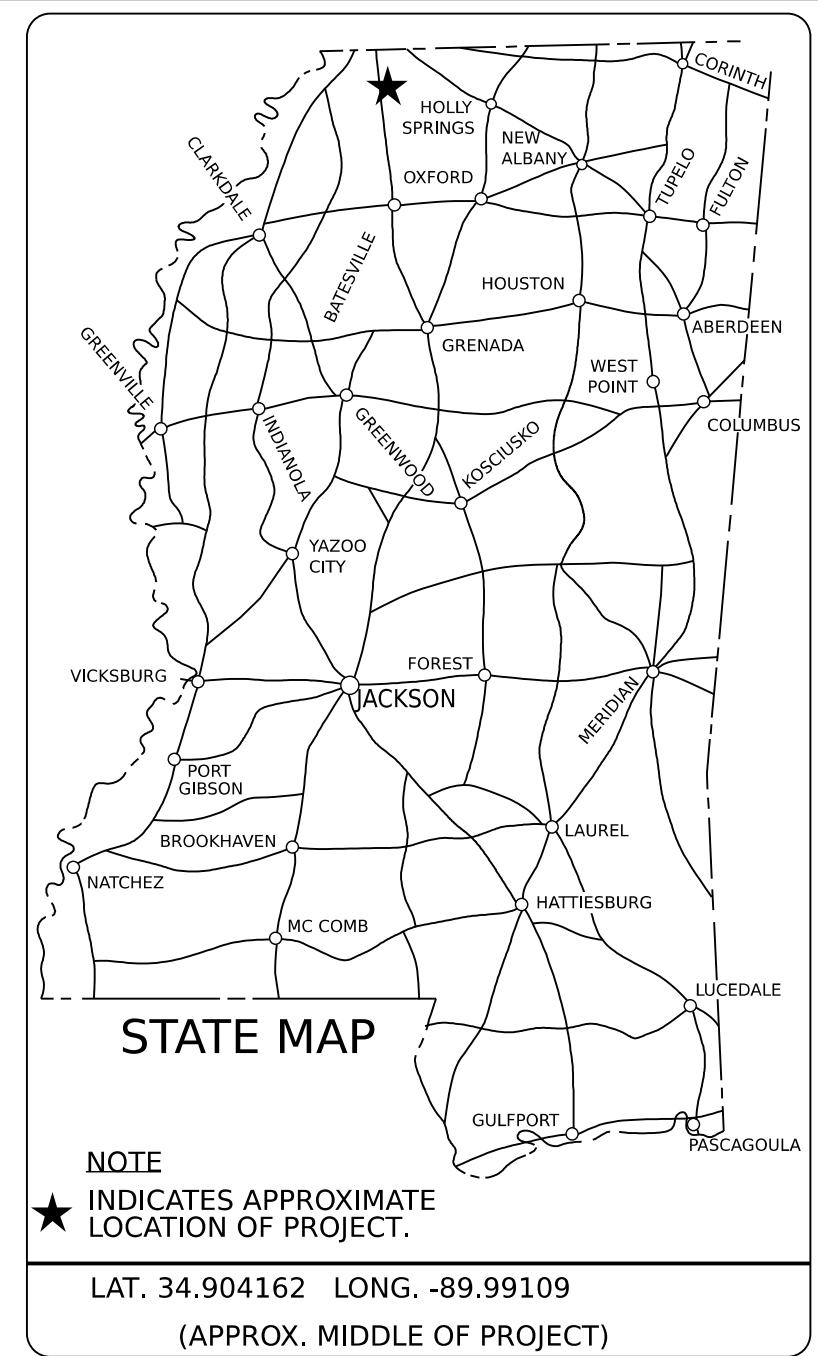 CORINTH
HOLLY
SPRINGS
NEW
ALBANY
CLARKDALE
OXFORD
TUPELO
FULTON
BATESVILLE
HOUSTON
ABERDEEN
GREENVILLE
GRENADA
WEST
POINT
COLUMBUS
INDIANOLA
GREENWOOD
KOSCIUSKO
YAZOO
CITY
VICKSBURG
FOREST
JACKSON
MERIDIAN
PORT
GIBSON
BROOKHAVEN
LAUREL
NATCHEZ
HATTIESBURG
MC COMB
LUCEDALE
STATE MAP
GULFPORT
PASCAGOULA
NOTE
INDICATES APPROXIMATE
LOCATION OF PROJECT.
LAT. 34.904162 LONG. -89.99109
(APPROX. MIDDLE OF PROJECT)